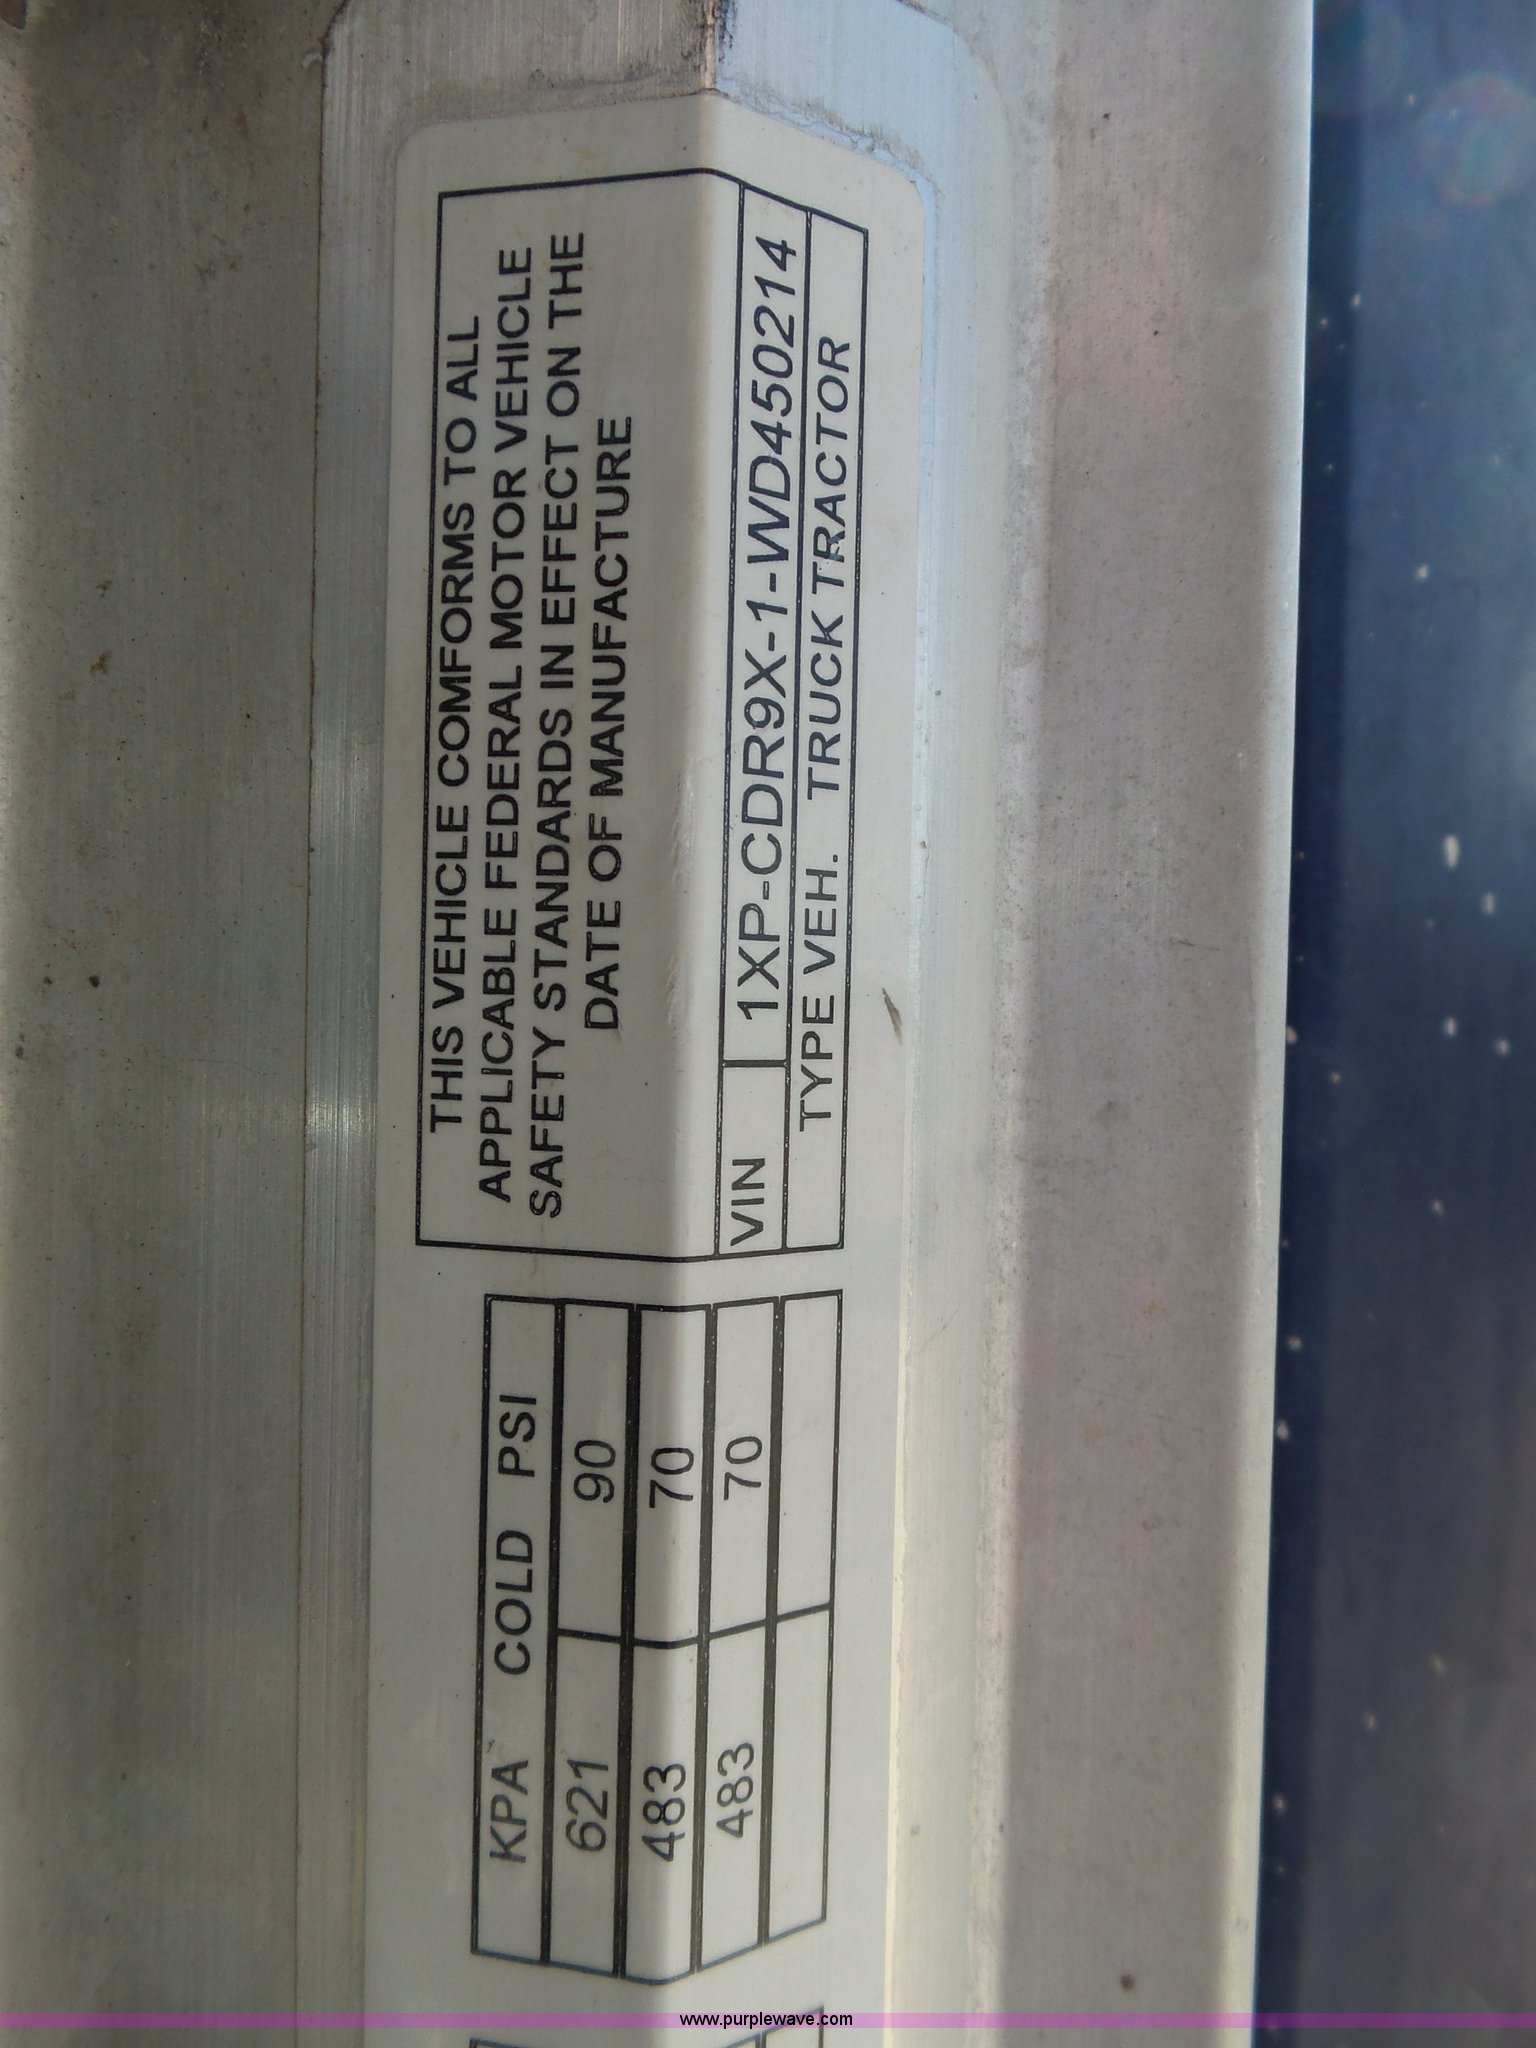 KPA COLD PSI
621 90
483 70
483 70
THIS VEHICLE COMFORMS TO ALL
APPLICABLE FEDERAL MOTOR VEHICLE
SAFETY STANDARDS IN EFFECT ON THE
DATE OF MANUFACTURE
VIN 1XP-CDR9X-1-WD450214
TYPE VEH. TRUCK TRACTOR
www.purplewave.com